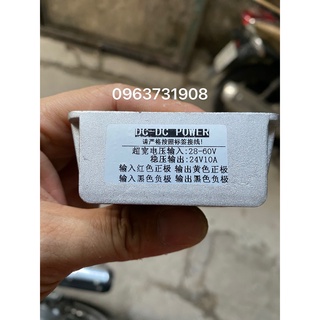 0963731908
DC-DC POWER
请严格按照标签接线!
超宽电压输入:28-60V
稳压输出:24V10A
输入红色正极 输出黄色正极
输入黑色负极 输出黑色负极